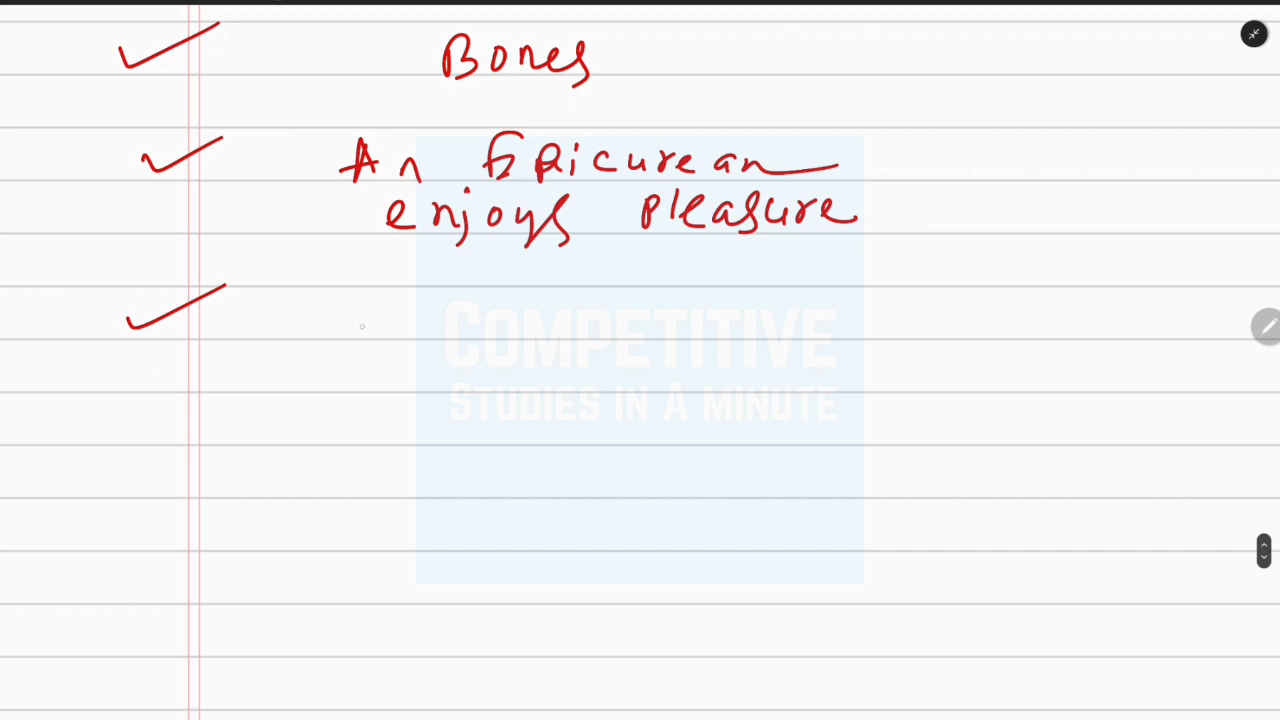 Bones
An Epicurean
enjoys pleasure
COMPETITIVE
STUDIES IN A MINUTE